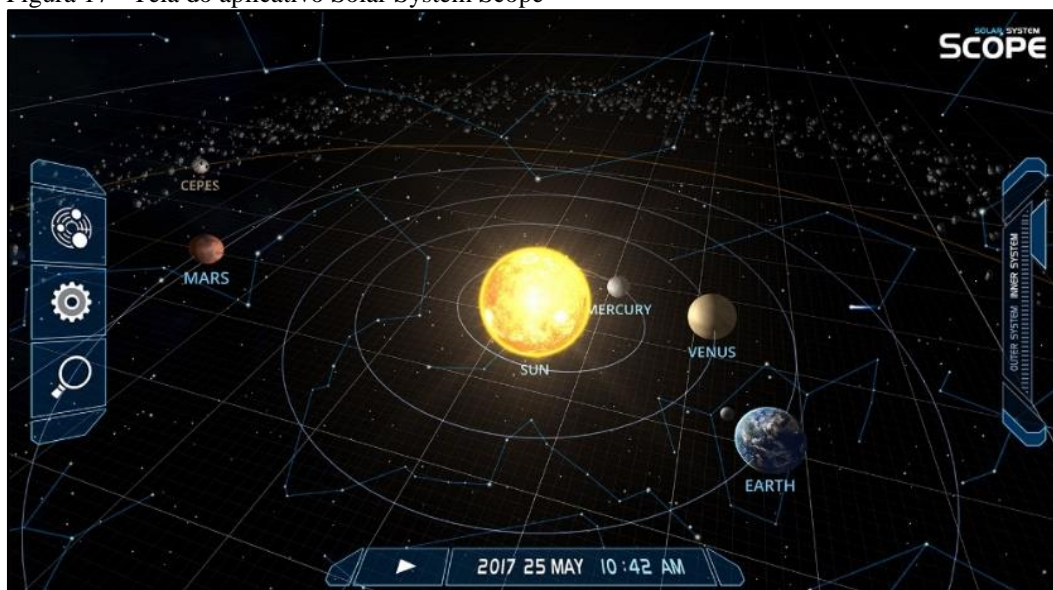 Figura 17 - Tela do aplicativo Solar System Scope
SOLAR SYSTEM
SCOPE
CEPES
MARS
MERCURY
SUN
VENUS
EARTH
OUTER SYSTEM INNER SYSTEM
2017 25 MAY 10:42 AM